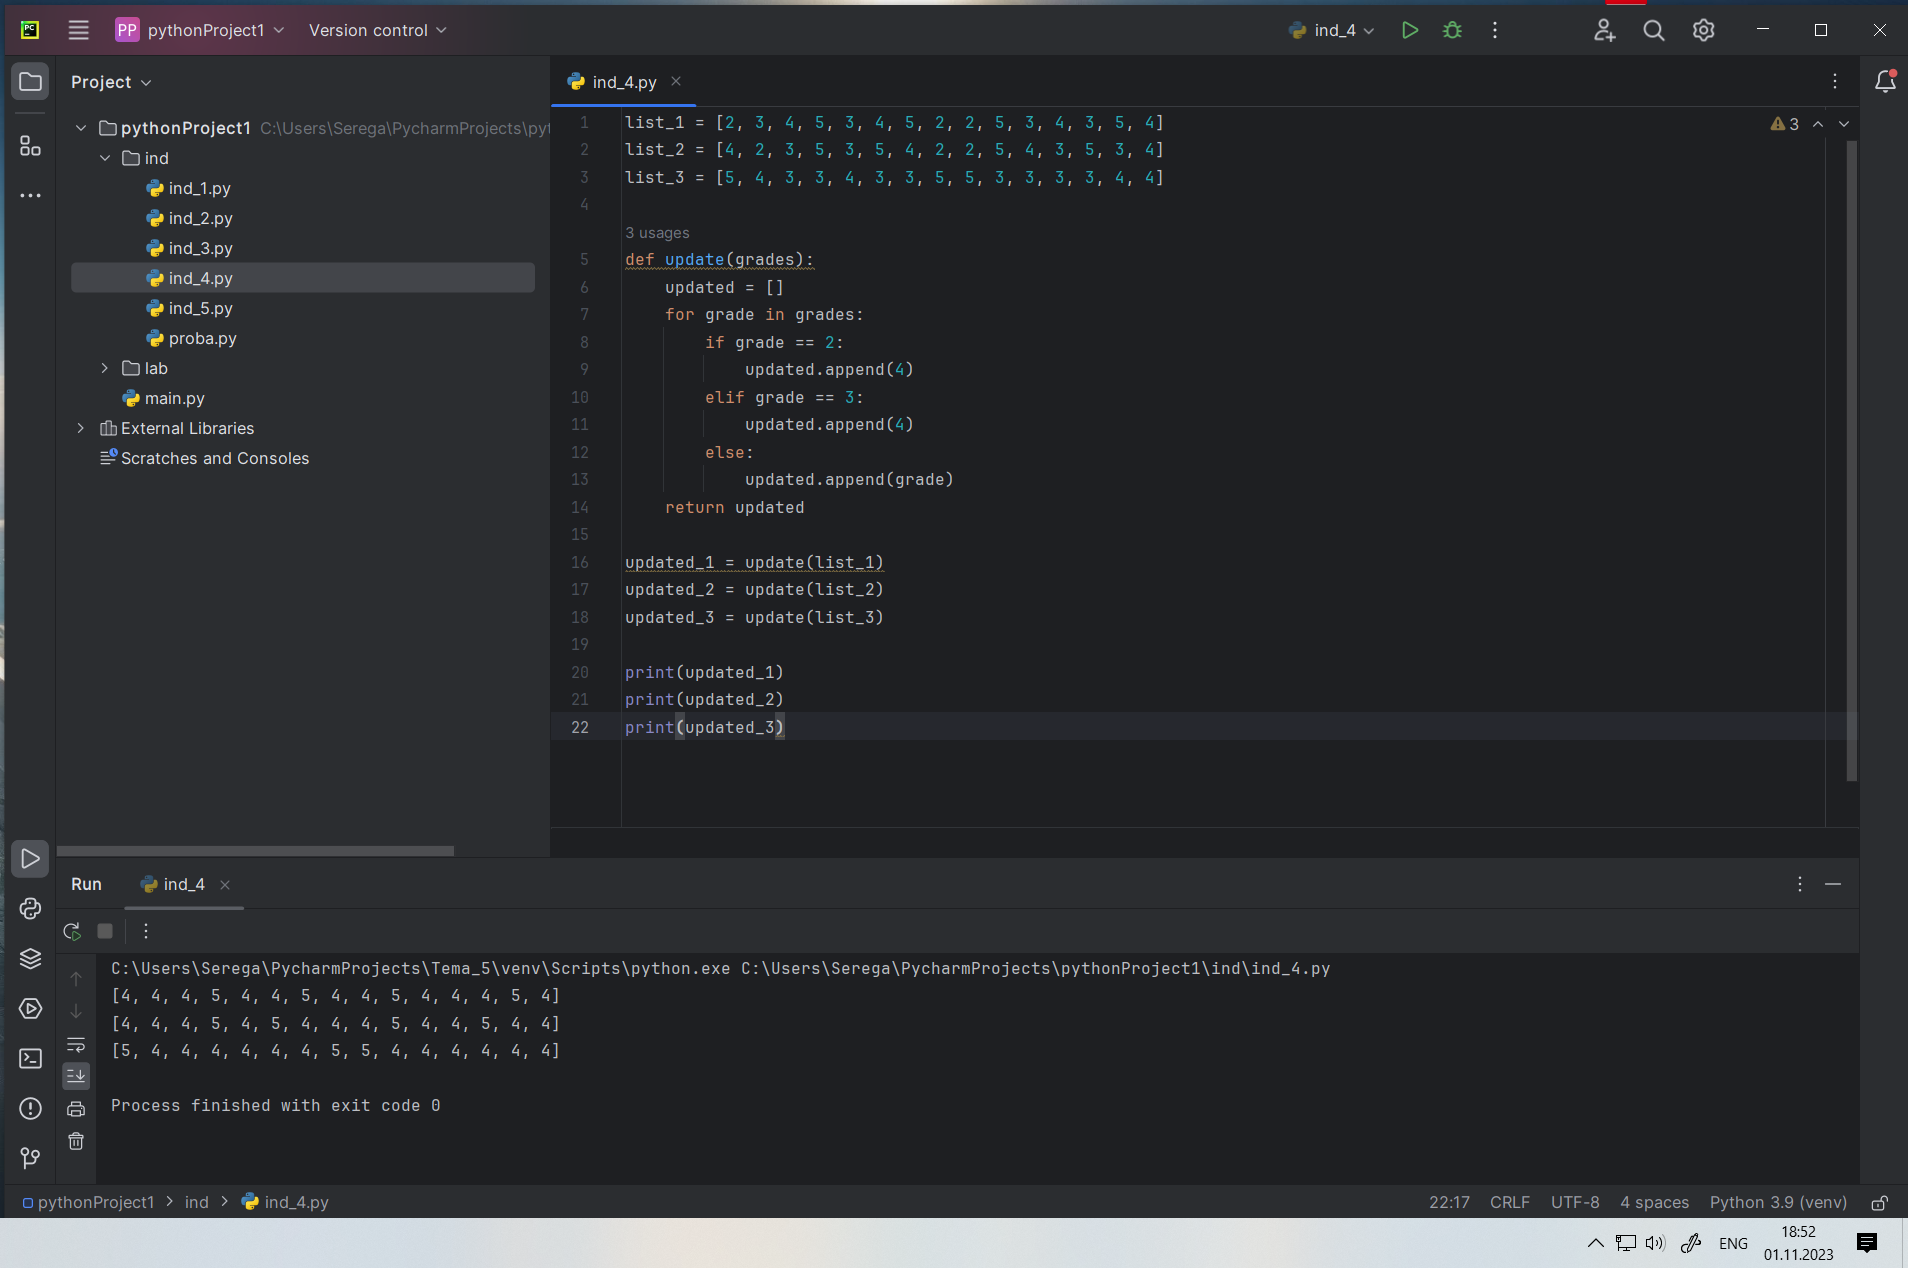 PC
PP pythonProject1 Version control ind_4
Project
pythonProject1 C:\Users\Serega\PycharmProjects\pyt
ind
ind_1.py
ind_2.py
ind_3.py
ind_4.py
ind_5.py
proba.py
lab
main.py
External Libraries
Scratches and Consoles
ind_4.py
3
1 list_1 = [2, 3, 4, 5, 3, 4, 5, 2, 2, 5, 3, 4, 3, 5, 4]
2 list_2 = [4, 2, 3, 5, 3, 5, 4, 2, 2, 5, 4, 3, 5, 3, 4]
3 list_3 = [5, 4, 3, 3, 4, 3, 3, 5, 5, 3, 3, 3, 3, 4, 4]
4
3 usages
5 def update(grades):
6     updated = []
7     for grade in grades:
8         if grade == 2:
9             updated.append(4)
10         elif grade == 3:
11             updated.append(4)
12         else:
13             updated.append(grade)
14     return updated
15
16 updated_1 = update(list_1)
17 updated_2 = update(list_2)
18 updated_3 = update(list_3)
19
20 print(updated_1)
21 print(updated_2)
22 print(updated_3)
Run ind_4
C:\Users\Serega\PycharmProjects\Tema_5\venv\Scripts\python.exe C:\Users\Serega\PycharmProjects\pythonProject1\ind\ind_4.py
[4, 4, 4, 5, 4, 4, 5, 4, 4, 5, 4, 4, 4, 5, 4]
[4, 4, 4, 5, 4, 5, 4, 4, 4, 5, 4, 4, 5, 4, 4]
[5, 4, 4, 4, 4, 4, 4, 5, 5, 4, 4, 4, 4, 4, 4]
Process finished with exit code 0
pythonProject1 > ind > ind_4.py 22:17 CRLF UTF-8 4 spaces Python 3.9 (venv)
ENG 18:52
01.11.2023